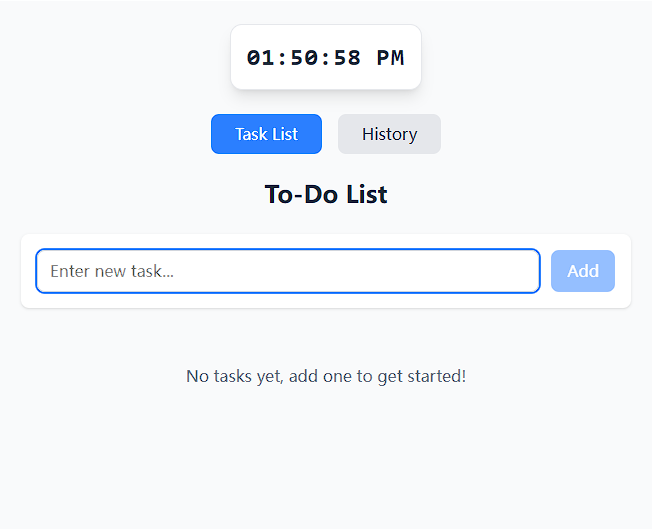 01:50:58 PM
Task List History
To-Do List
Enter new task...
Add
No tasks yet, add one to get started!